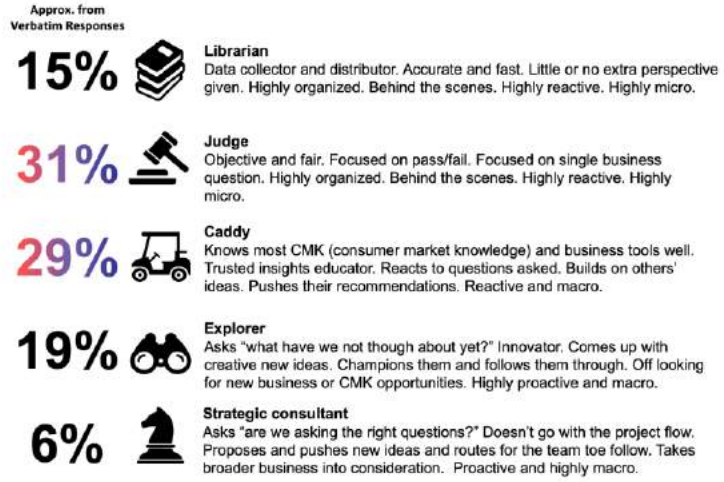 Approx. from
Verbatim Responses
15%
Librarian
Data collector and distributor. Accurate and fast. Little or no extra perspective
given. Highly organized. Behind the scenes. Highly reactive. Highly micro.
31%
Judge
Objective and fair. Focused on pass/fail. Focused on single business
question. Highly organized. Behind the scenes. Highly reactive. Highly
micro.
29%
Caddy
Knows most CMK (consumer market knowledge) and business tools well.
Trusted insights educator. Reacts to questions asked. Builds on others'
ideas. Pushes their recommendations. Reactive and macro.
19%
Explorer
Asks "what have we not though about yet?" Innovator. Comes up with
creative new ideas. Champions them and follows them through. Off looking
for new business or CMK opportunities. Highly proactive and macro.
6%
Strategic consultant
Asks "are we asking the right questions?" Doesn't go with the project flow.
Proposes and pushes new ideas and routes for the team toe follow. Takes
broader business into consideration.  Proactive and highly macro.